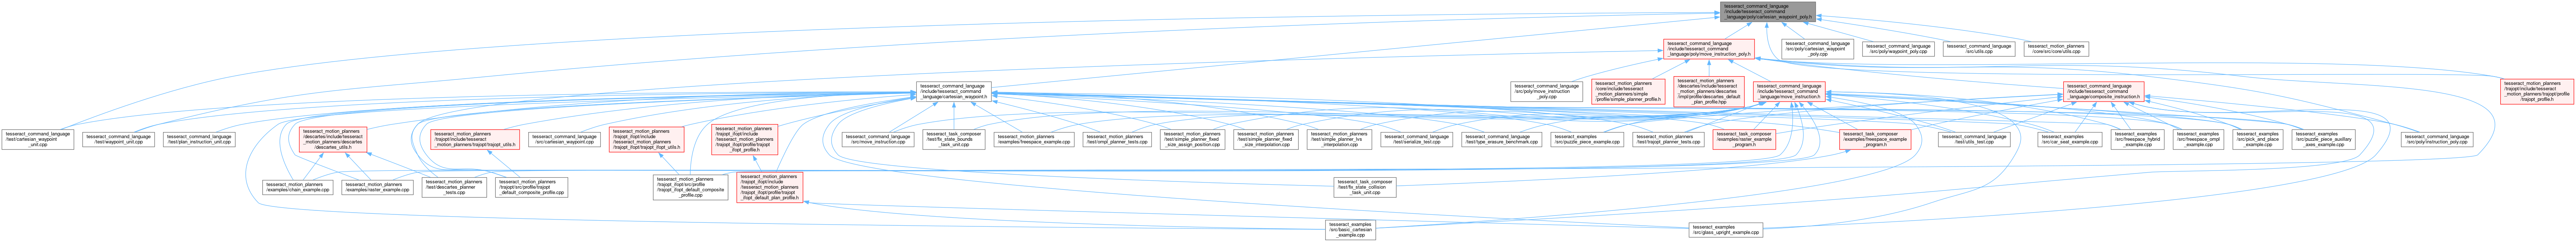 tesseract_command_language
/include/tesseract_command
_language/poly/cartesian_waypoint_poly.h
tesseract_command_language
/include/tesseract_command
_language/poly/move_instruction_poly.h
tesseract_command_language
/src/poly/cartesian_waypoint
_poly.cpp
tesseract_command_language
/src/poly/waypoint_poly.cpp
tesseract_command_language
/src/utils.cpp
tesseract_motion_planners
/core/src/core/utils.cpp
tesseract_command_language
/include/tesseract_command
_language/cartesian_waypoint.h
tesseract_command_language
/src/poly/move_instruction
_poly.cpp
tesseract_motion_planners
/core/include/tesseract
_motion_planners/simple
/profile/simple_planner_profile.h
tesseract_motion_planners
/descartes/include/tesseract
_motion_planners/descartes
/impl/profile/descartes_default
_plan_profile.hpp
tesseract_command_language
/include/tesseract_command
_language/move_instruction.h
tesseract_command_language
/include/tesseract_command
_language/composite_instruction.h
tesseract_motion_planners
/trajopt/include/tesseract
_motion_planners/trajopt/profile
/trajopt_profile.h
tesseract_command_language
/test/cartesian_waypoint
_unit.cpp
tesseract_command_language
/test/waypoint_unit.cpp
tesseract_command_language
/test/plan_instruction_unit.cpp
tesseract_motion_planners
/descartes/include/tesseract
_motion_planners/descartes
/descartes_utils.h
tesseract_motion_planners
/trajopt/include/tesseract
_motion_planners/trajopt/trajopt_utils.h
tesseract_command_language
/src/cartesian_waypoint.cpp
tesseract_motion_planners
/trajopt_ifopt/include
/tesseract_motion_planners
/trajopt_ifopt/trajopt_ifopt_utils.h
tesseract_motion_planners
/trajopt_ifopt/include
/tesseract_motion_planners
/trajopt_ifopt/profile/trajopt
_ifopt_profile.h
tesseract_command_language
/src/move_instruction.cpp
tesseract_task_composer
/test/fix_state_bounds
_task_unit.cpp
tesseract_motion_planners
/examples/freespace_example.cpp
tesseract_motion_planners
/test/ompl_planner_tests.cpp
tesseract_motion_planners
/test/simple_planner_fixed
_size_assign_position.cpp
tesseract_motion_planners
/test/simple_planner_fixed
_size_interpolation.cpp
tesseract_motion_planners
/test/simple_planner_lvs
_interpolation.cpp
tesseract_command_language
/test/serialize_test.cpp
tesseract_command_language
/test/type_erasure_benchmark.cpp
tesseract_examples
/src/puzzle_piece_example.cpp
tesseract_motion_planners
/test/trajopt_planner_tests.cpp
tesseract_task_composer
/examples/raster_example
_program.h
tesseract_task_composer
/examples/freespace_example
_program.h
tesseract_command_language
/test/utils_test.cpp
tesseract_examples
/src/car_seat_example.cpp
tesseract_examples
/src/freespace_hybrid
_example.cpp
tesseract_examples
/src/freespace_ompl
_example.cpp
tesseract_examples
/src/pick_and_place
_example.cpp
tesseract_examples
/src/puzzle_piece_auxillary
_axes_example.cpp
tesseract_command_language
/src/poly/instruction_poly.cpp
tesseract_motion_planners
/examples/chain_example.cpp
tesseract_motion_planners
/examples/raster_example.cpp
tesseract_motion_planners
/test/descartes_planner
_tests.cpp
tesseract_motion_planners
/trajopt/src/profile/trajopt
_default_composite_profile.cpp
tesseract_motion_planners
/trajopt_ifopt/src/profile
/trajopt_ifopt_default_composite
_profile.cpp
tesseract_motion_planners
/trajopt_ifopt/include
/tesseract_motion_planners
/trajopt_ifopt/profile/trajopt
_ifopt_default_plan_profile.h
tesseract_task_composer
/test/fix_state_collision
_task_unit.cpp
tesseract_examples
/src/basic_cartesian
_example.cpp
tesseract_examples
/src/glass_upright_example.cpp